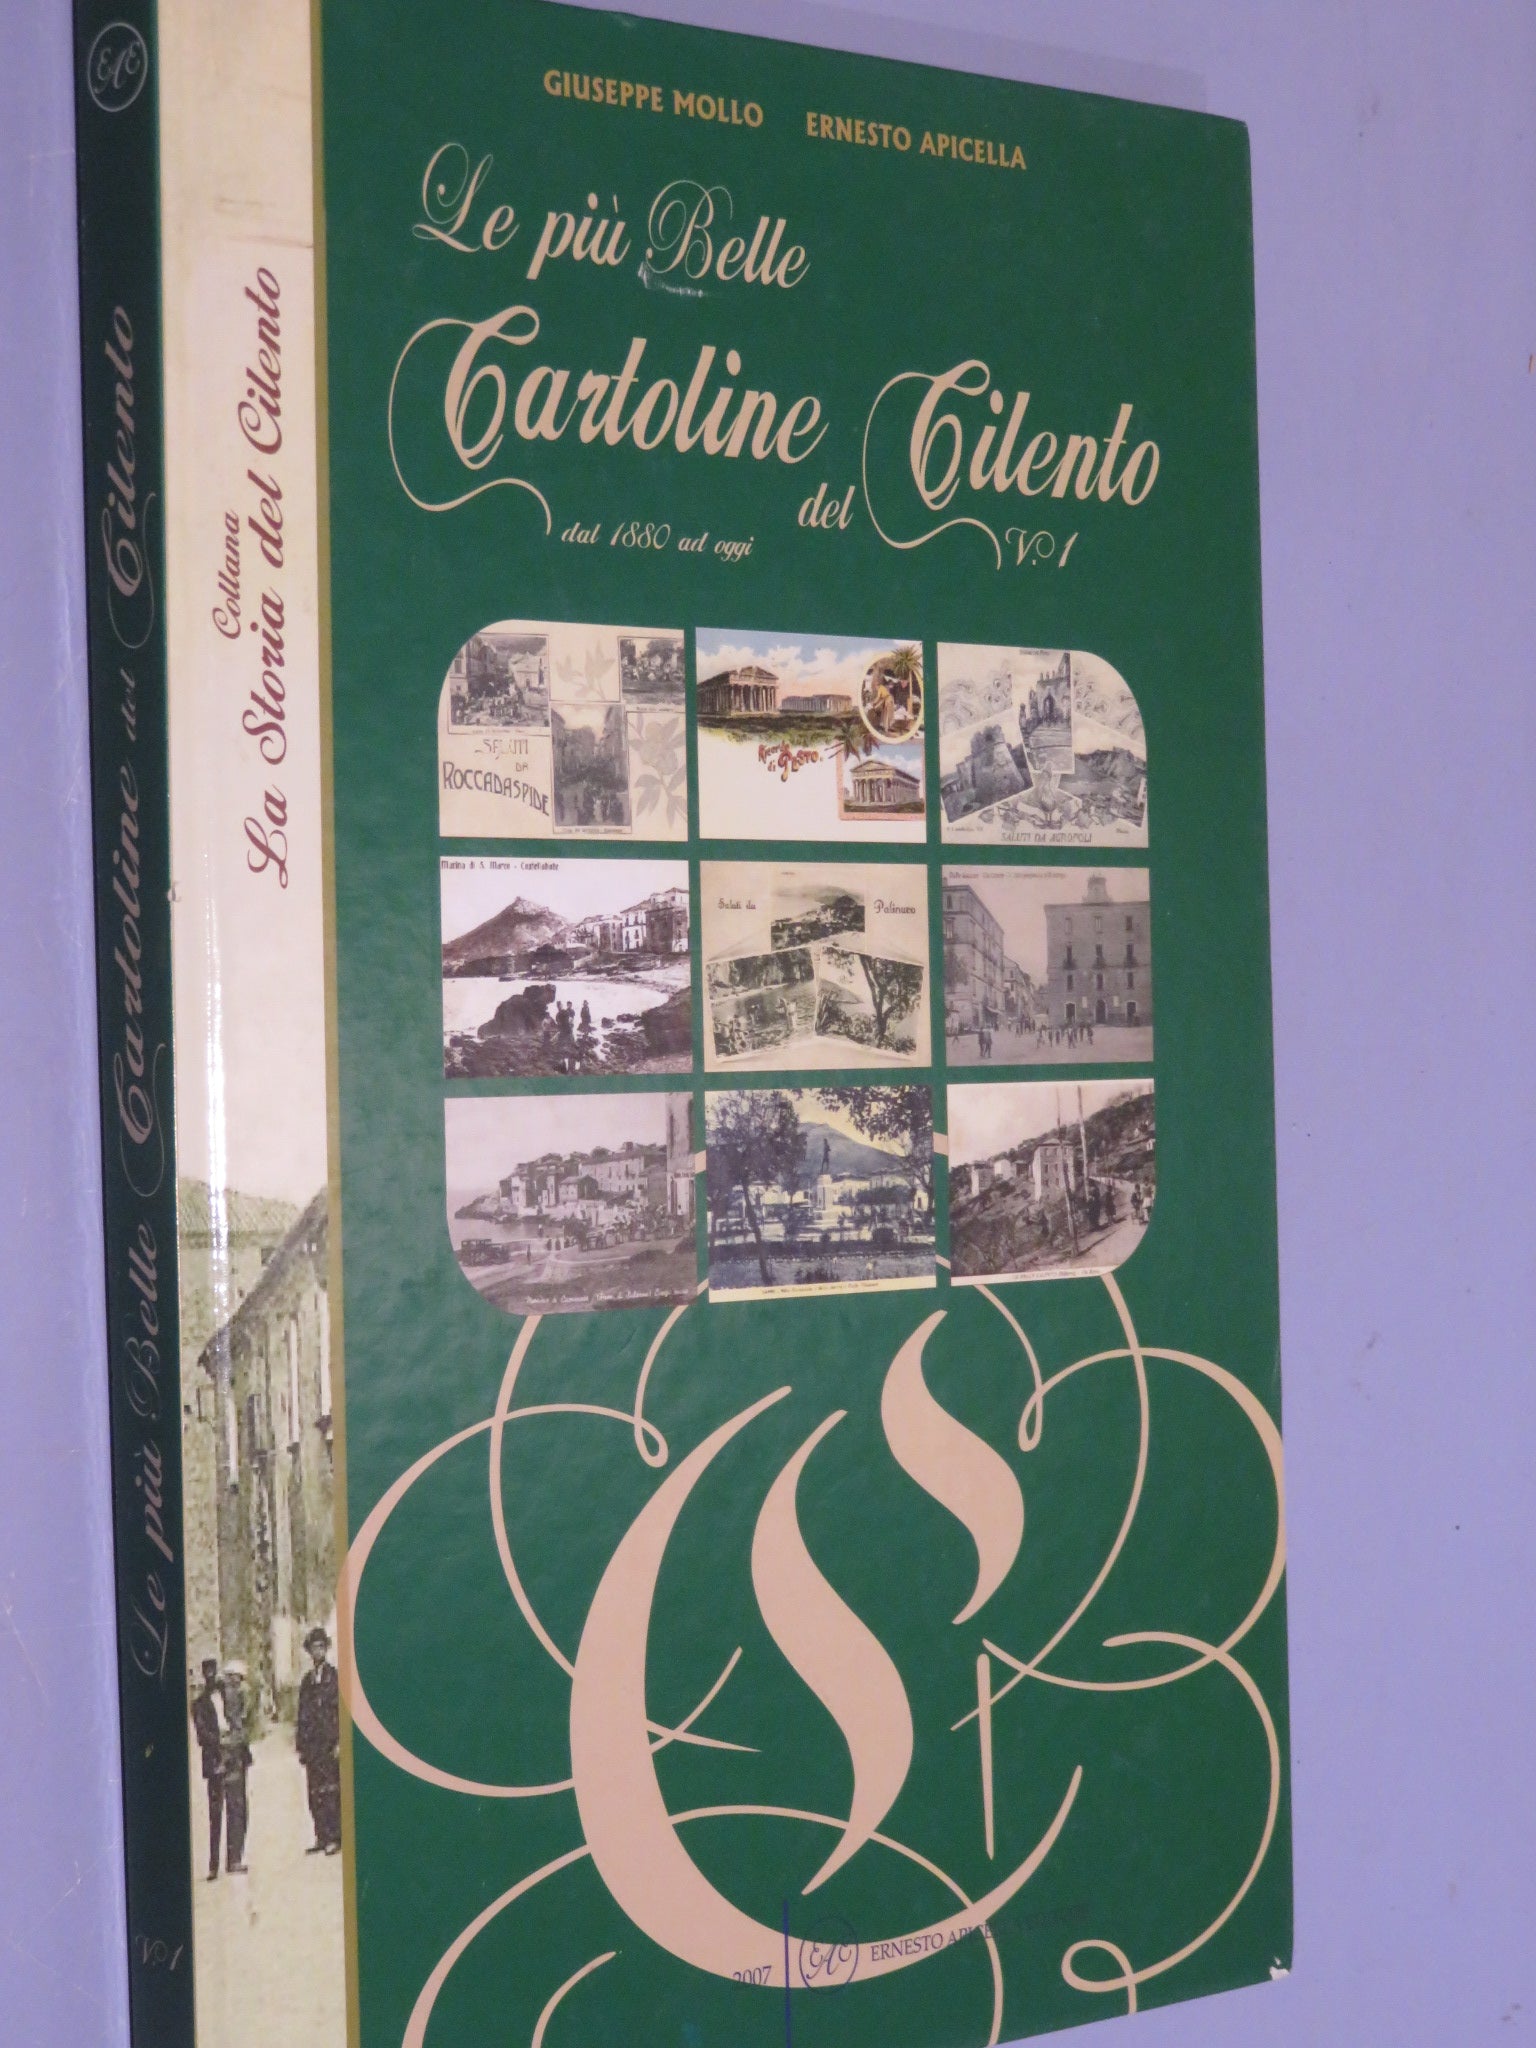 GIUSEPPE MOLLO ERNESTO APICELLA
Le più Belle
Cartoline
del Cilento
dal 1880 ad oggi
V. 1
SALUTI
DA
ROCCADASPIDE
Ricordo
di PESTO.
SALUTI DA AGROPOLI
Marina di S. Marco - Castellabate
Saluti da Palinuro
2007
EAE
ERNESTO
Collana
La Storia del Cilento
EAE
Le più Belle Cartoline del Cilento
V. 1